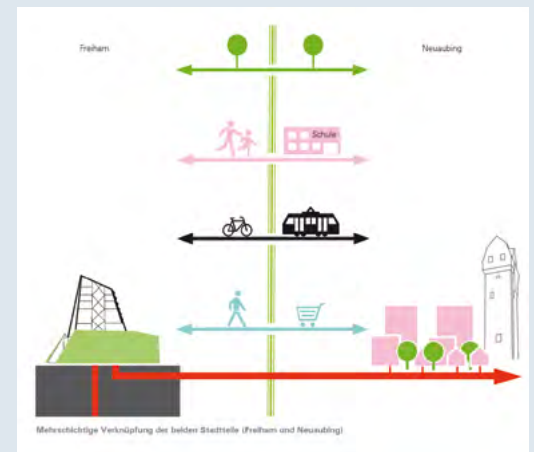 Freiham
Neuaubing
Schule
Mehrschichtige Verknüpfung der beiden Stadtteile (Freiham und Neuaubing)